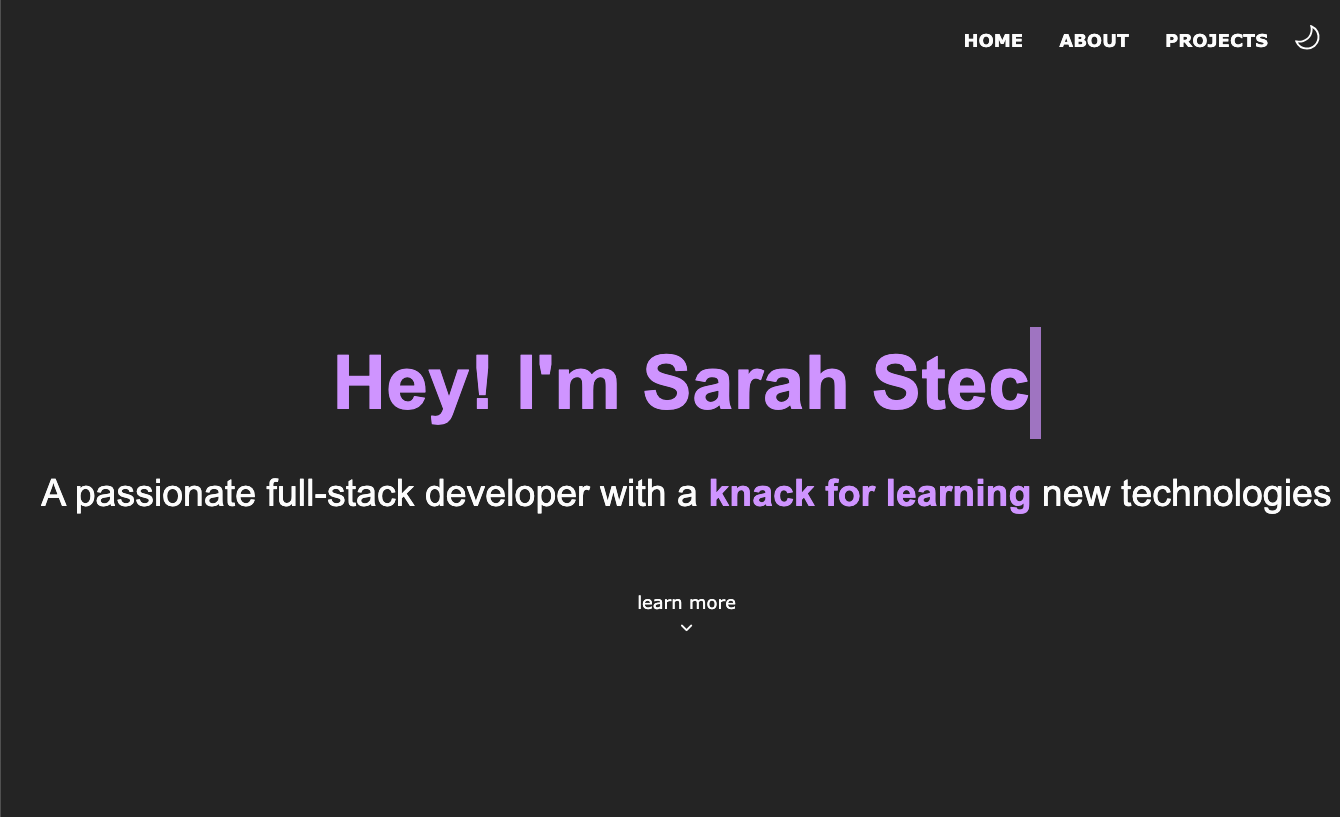 HOME ABOUT PROJECTS
Hey! I'm Sarah Stec
A passionate full-stack developer with a knack for learning new technologies
learn more